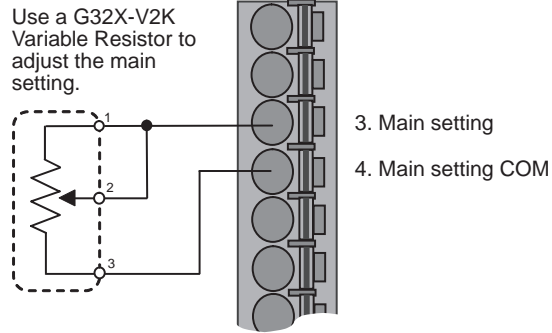 Use a G32X-V2K
Variable Resistor to
adjust the main
setting.
1
3. Main setting
4. Main setting COM
2
3